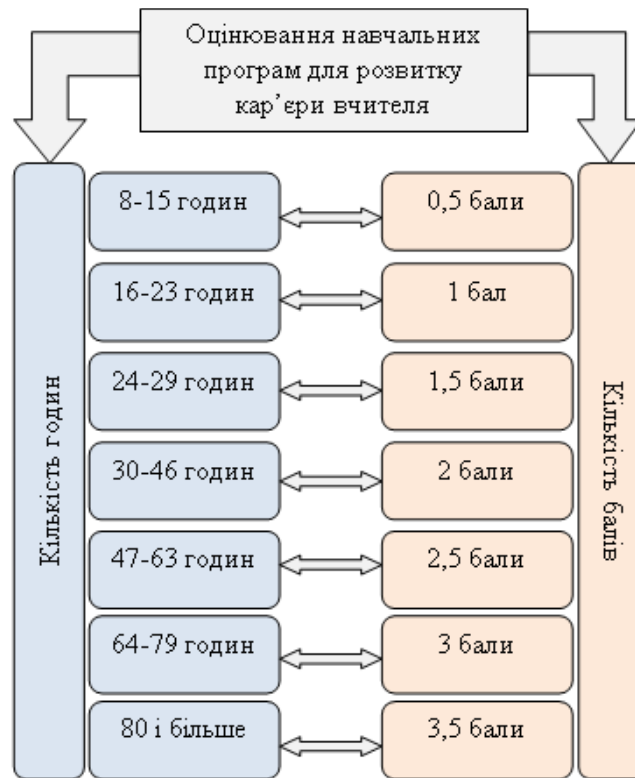 Оцінювання навчальних
програм для розвитку
кар’єри вчителя
Кількість годин
8-15 годин
0,5 бали
16-23 годин
1 бал
24-29 годин
1,5 бали
30-46 годин
2 бали
47-63 годин
2,5 бали
64-79 годин
3 бали
80 і більше
3,5 бали
Кількість балів